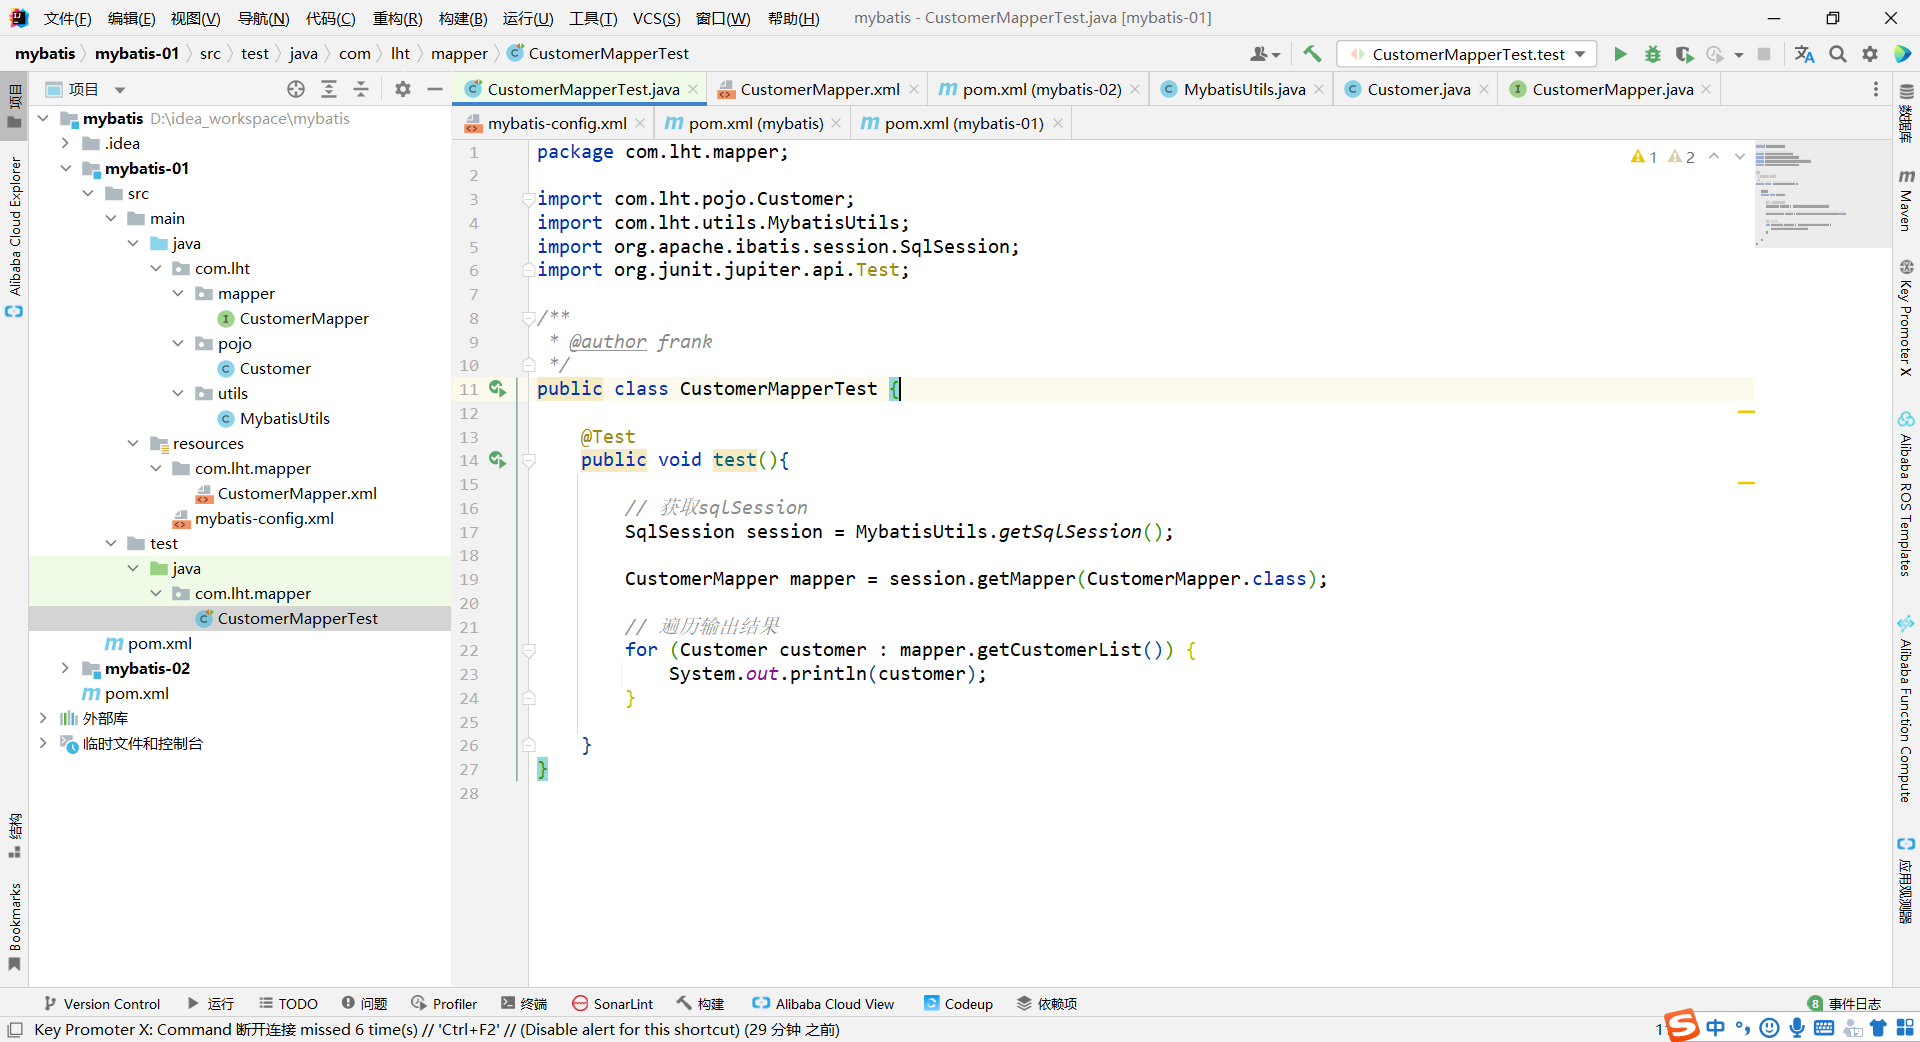 文件(F) 编辑(E) 视图(V) 导航(N) 代码(C) 重构(R) 构建(B) 运行(U) 工具(T) VCS(S) 窗口(W) 帮助(H) mybatis - CustomerMapperTest.java [mybatis-01]
mybatis mybatis-01 src test java com lht mapper CustomerMapperTest CustomerMapperTest.test
项目 CustomerMapperTest.java CustomerMapper.xml pom.xml (mybatis-02) MybatisUtils.java Customer.java CustomerMapper.java
mybatis-config.xml pom.xml (mybatis) pom.xml (mybatis-01)
项目
Alibaba Cloud Explorer
结构
Bookmarks
mybatis D:\idea_workspace\mybatis
.idea
mybatis-01
src
main
java
com.lht
mapper
CustomerMapper
pojo
Customer
utils
MybatisUtils
resources
com.lht.mapper
CustomerMapper.xml
mybatis-config.xml
test
java
com.lht.mapper
CustomerMapperTest
pom.xml
mybatis-02
pom.xml
外部库
临时文件和控制台
1 package com.lht.mapper;
2
3 import com.lht.pojo.Customer;
4 import com.lht.utils.MybatisUtils;
5 import org.apache.ibatis.session.SqlSession;
6 import org.junit.jupiter.api.Test;
7
8 /**
9 * @author frank
10 */
11 public class CustomerMapperTest {
12
13 @Test
14 public void test(){
15
16 // 获取sqlSession
17 SqlSession session = MybatisUtils.getSqlSession();
18
19 CustomerMapper mapper = session.getMapper(CustomerMapper.class);
20
21 // 遍历输出结果
22 for (Customer customer : mapper.getCustomerList()) {
23 System.out.println(customer);
24 }
25
26 }
27 }
28
1 2
数据库
Maven
Key Promoter X
Alibaba ROS Templates
Alibaba Function Compute
应用观测器
Version Control 运行 TODO 问题 Profiler 终端 SonarLint 构建 Alibaba Cloud View Codeup 依赖项 8 事件日志
Key Promoter X: Command 断开连接 missed 6 time(s) // 'Ctrl+F2' // (Disable alert for this shortcut) (29 分钟 之前) 1 中